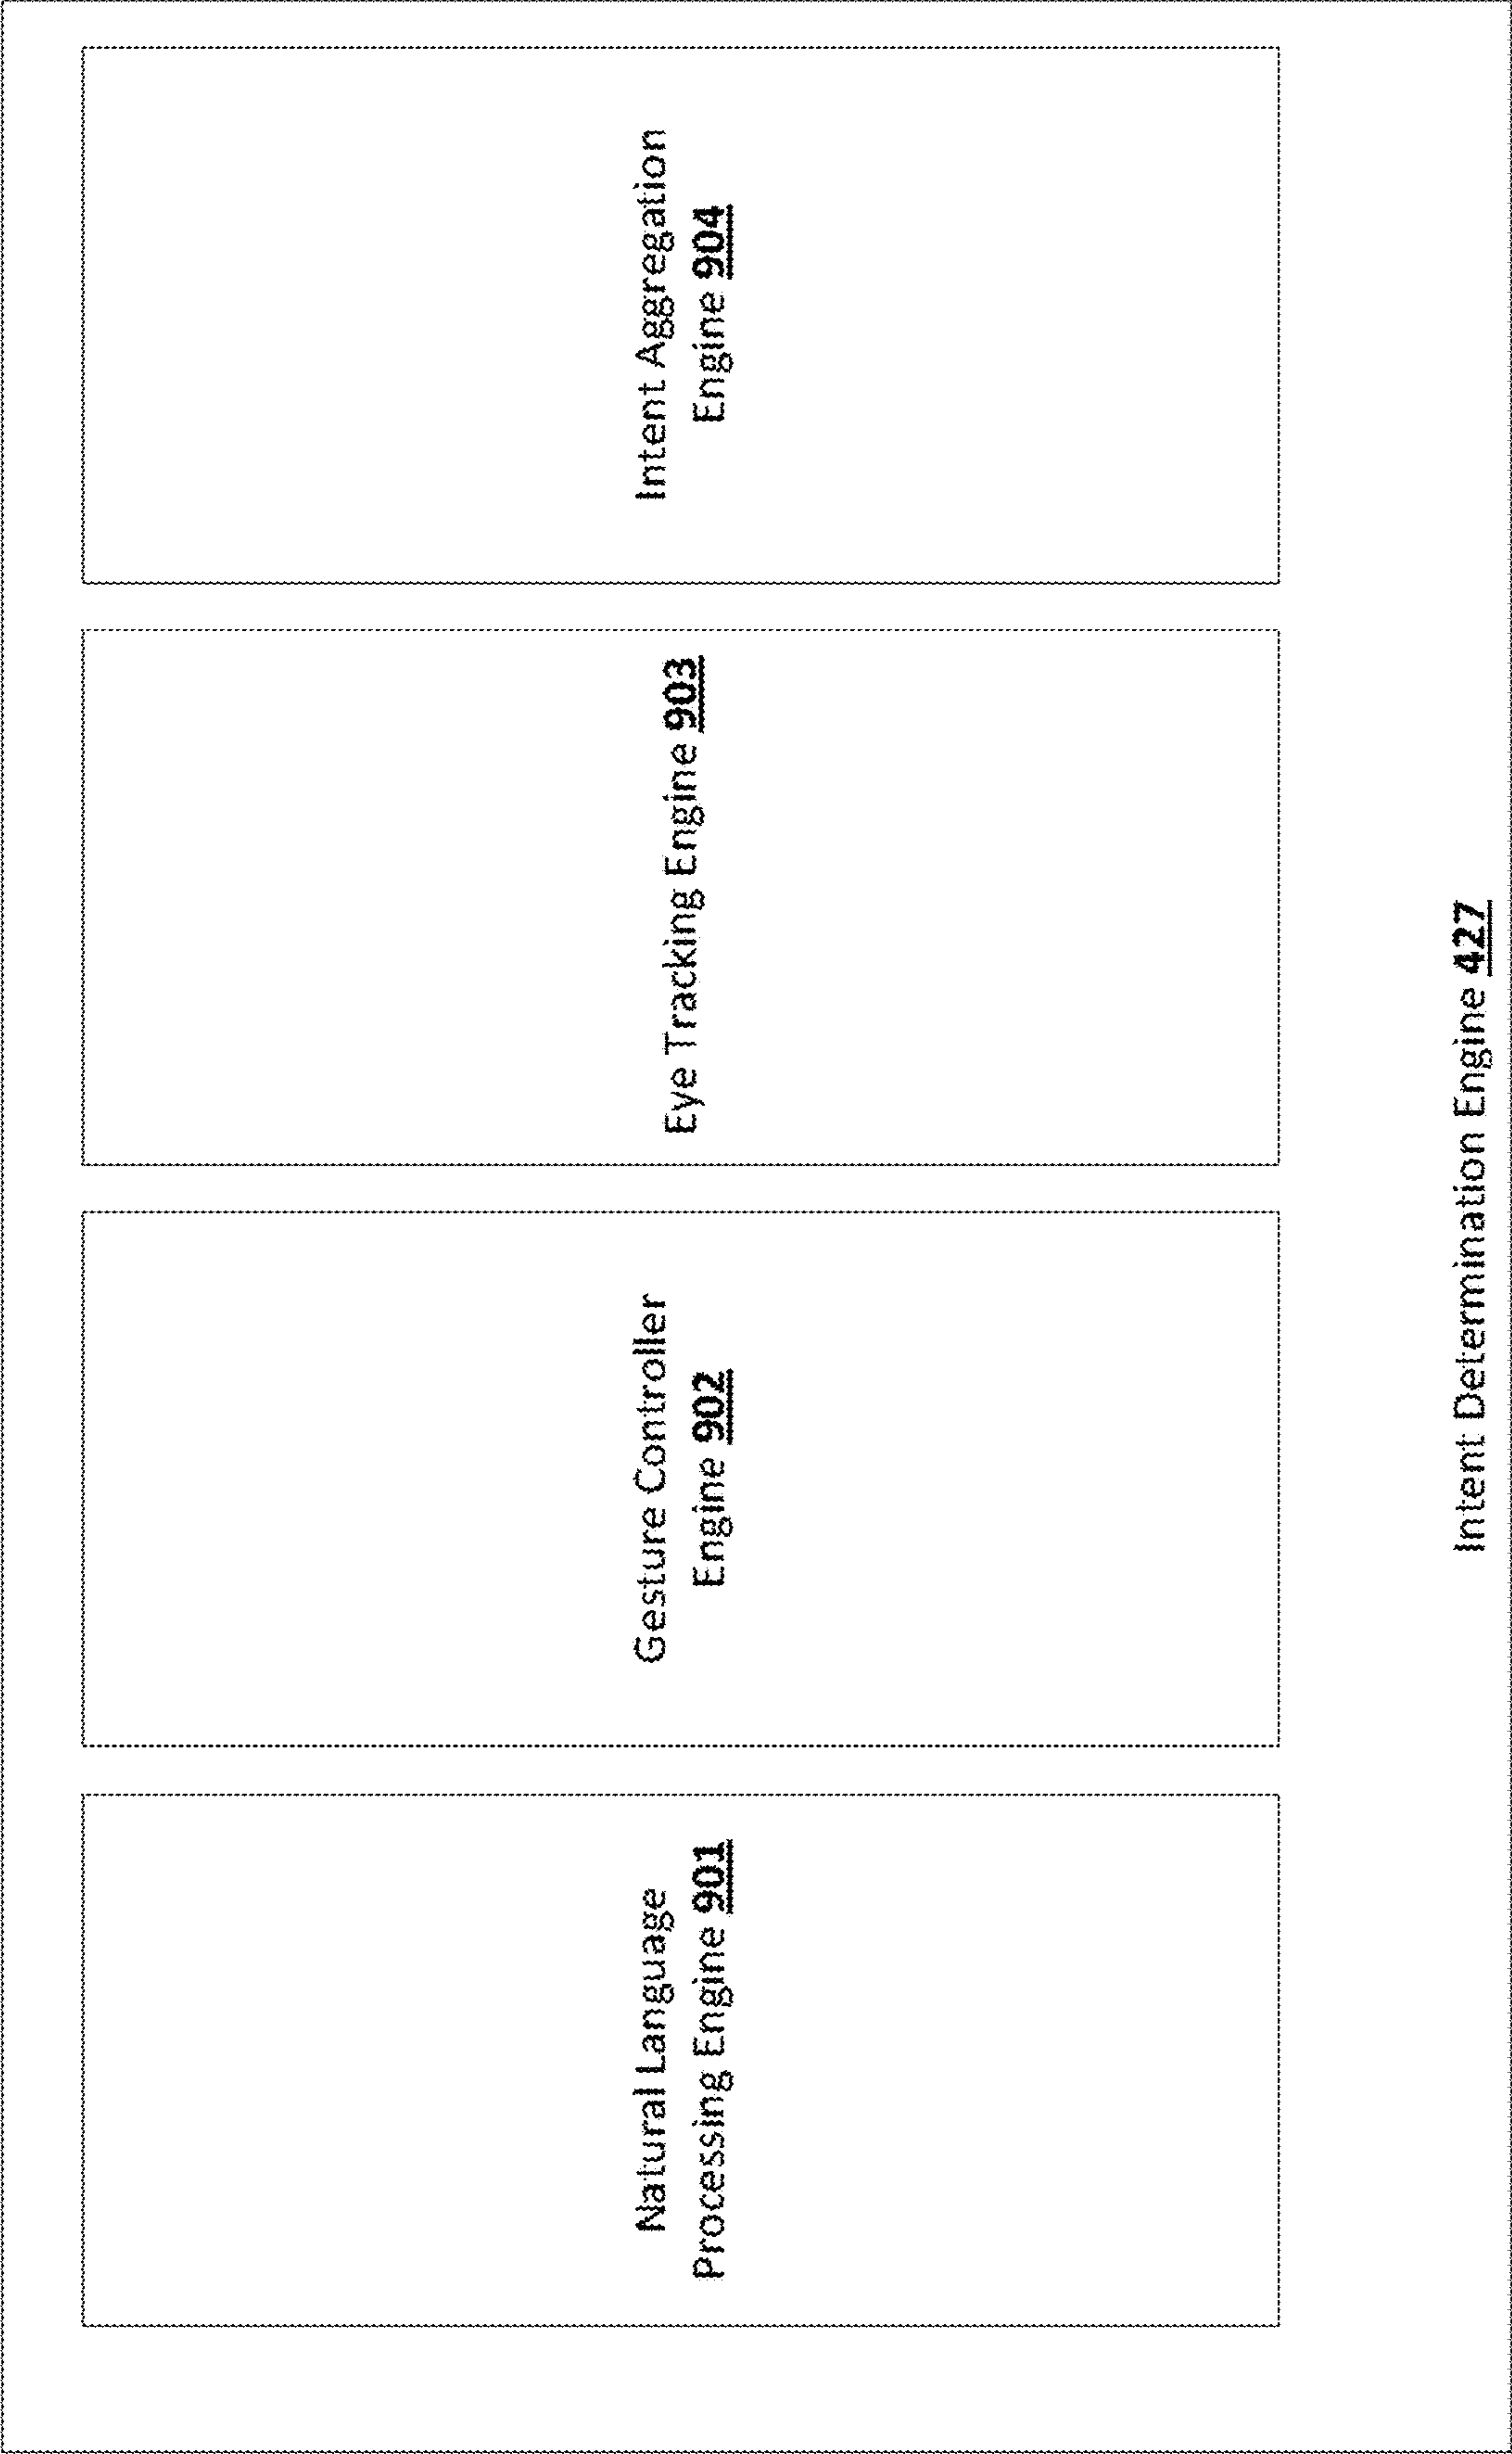 Natural Language
Processing Engine 901
Gesture Controller
Engine 902
Eye Tracking Engine 903
Intent Aggregation
Engine 904
Intent Determination Engine 427